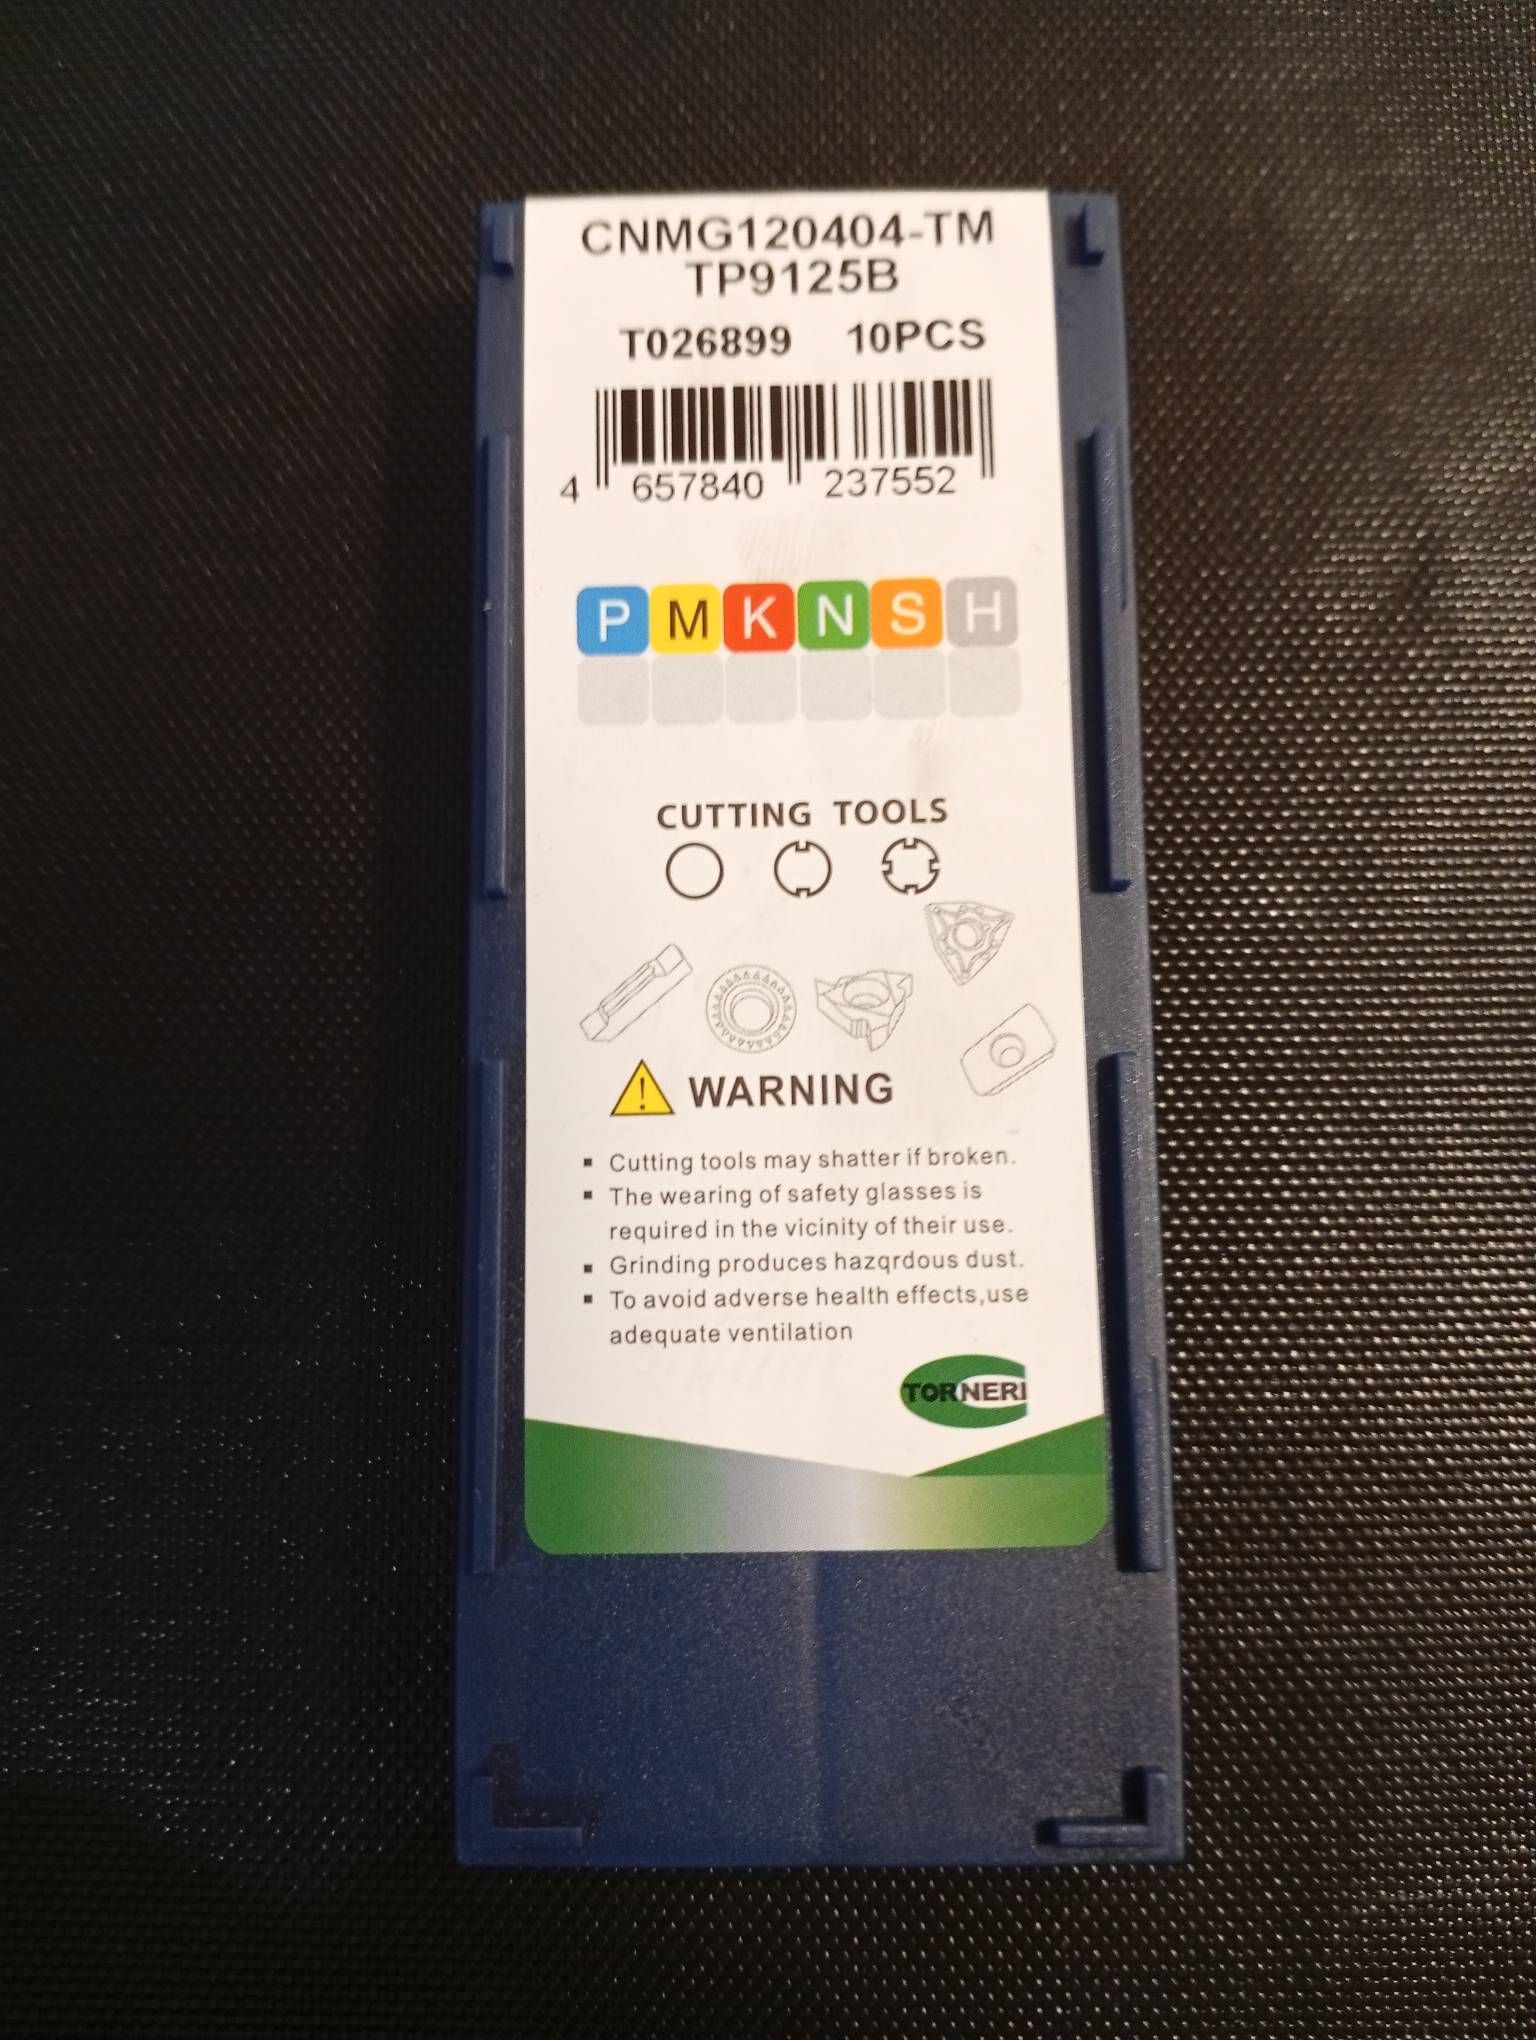 CNMG120404-TM
TP9125B
T026899 10PCS
4 657840 237552
P M K N S H
CUTTING TOOLS
WARNING
▪ Cutting tools may shatter if broken.
▪ The wearing of safety glasses is
required in the vicinity of their use.
▪ Grinding produces hazqrdous dust.
▪ To avoid adverse health effects,use
adequate ventilation
TORNERI